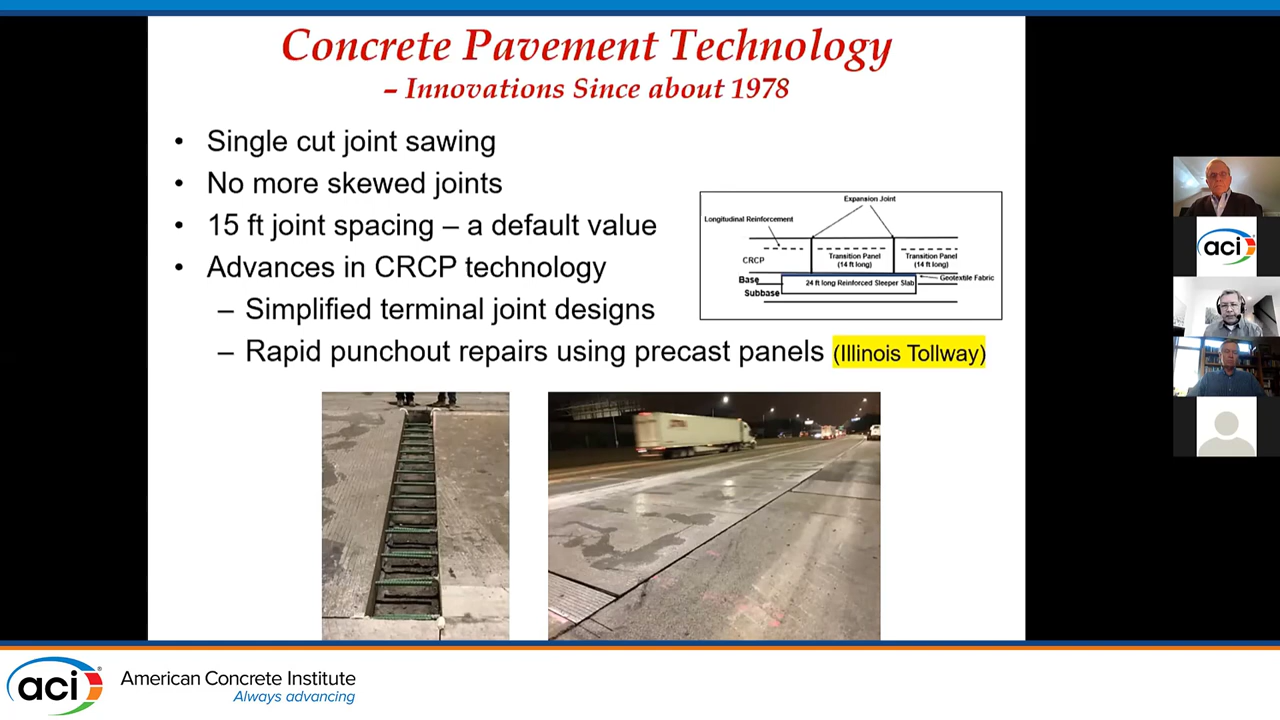 Concrete Pavement Technology
– Innovations Since about 1978
• Single cut joint sawing
• No more skewed joints
• 15 ft joint spacing – a default value
• Advances in CRCP technology
– Simplified terminal joint designs
– Rapid punchout repairs using precast panels (Illinois Tollway)
Expansion Joint
Longitudinal Reinforcement
CRCP
Transition Panel
(14 ft long)
Transition Panel
(14 ft long)
Base
24 ft long Reinforced Sleeper Slab
Geotextile Fabric
Subbase
aci
aci®
American Concrete Institute
Always advancing